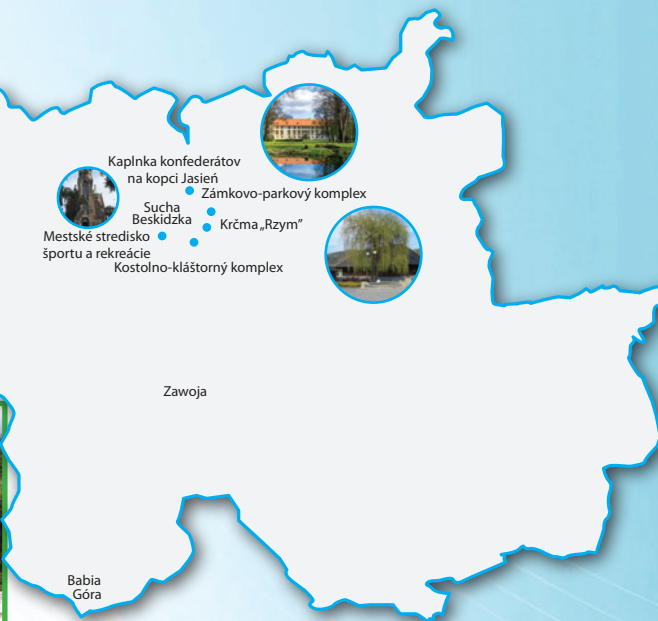 Kaplnka konfederátov
na kopci Jasień
Zámkovo-parkový komplex
Sucha
Beskidzka
Krčma „Rzym”
Mestské stredisko
športu a rekreácie
Kostolno-kláštorný komplex
Zawoja
Babia
Góra